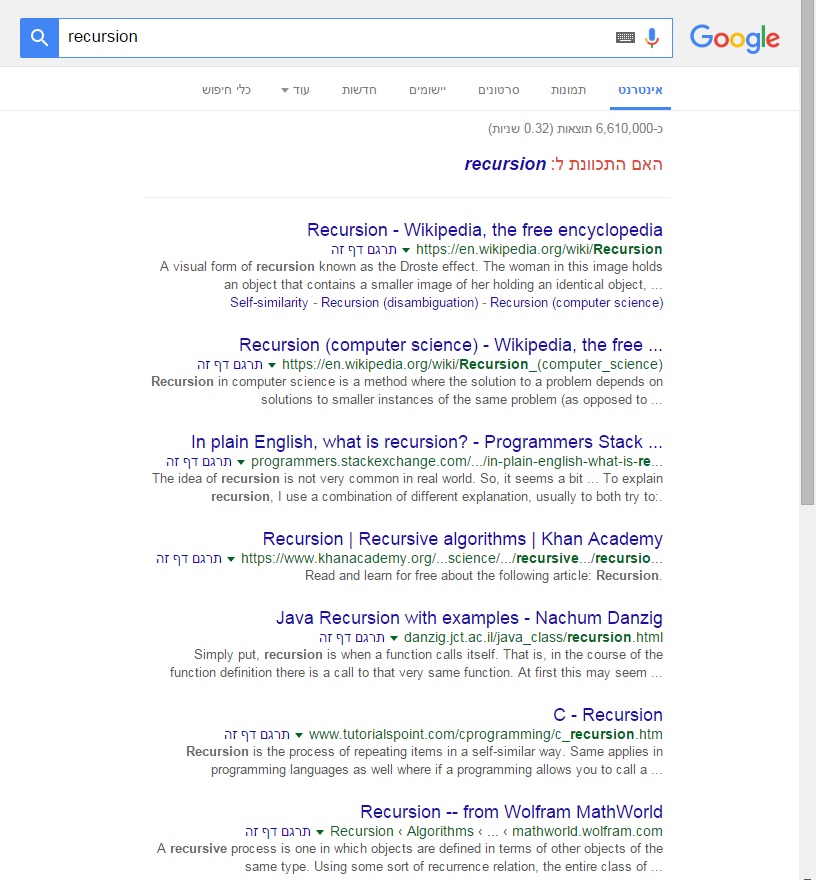 recursion
Google
אינטרנט תמונות סרטונים יישומים חדשות עוד כלי חיפוש
כ-6,610,000 תוצאות (0.32 שניות)
האם התכוונת ל: recursion
Recursion - Wikipedia, the free encyclopedia
https://en.wikipedia.org/wiki/Recursion תרגם דף זה
A visual form of recursion known as the Droste effect. The woman in this image holds
an object that contains a smaller image of her holding an identical object, ...
Self-similarity - Recursion (disambiguation) - Recursion (computer science)
Recursion (computer science) - Wikipedia, the free ...
https://en.wikipedia.org/wiki/Recursion_(computer_science) תרגם דף זה
Recursion in computer science is a method where the solution to a problem depends on
solutions to smaller instances of the same problem (as opposed to ...
In plain English, what is recursion? - Programmers Stack ...
programmers.stackexchange.com/.../in-plain-english-what-is-re... תרגם דף זה
The idea of recursion is not very common in real world. So, it seems a bit ... To explain
recursion, I use a combination of different explanation, usually to both try to:.
Recursion | Recursive algorithms | Khan Academy
https://www.khanacademy.org/...science/.../recursive.../recursio... תרגם דף זה
Read and learn for free about the following article: Recursion.
Java Recursion with examples - Nachum Danzig
danzig.jct.ac.il/java_class/recursion.html תרגם דף זה
Simply put, recursion is when a function calls itself. That is, in the course of the
function definition there is a call to that very same function. At first this may seem ...
C - Recursion
www.tutorialspoint.com/cprogramming/c_recursion.htm תרגם דף זה
Recursion is the process of repeating items in a self-similar way. Same applies in
programming languages as well where if a programming allows you to call a ...
Recursion -- from Wolfram MathWorld
Recursion ‹ Algorithms ‹ ... ‹ mathworld.wolfram.com תרגם דף זה
A recursive process is one in which objects are defined in terms of other objects of the
same type. Using some sort of recurrence relation, the entire class of ...